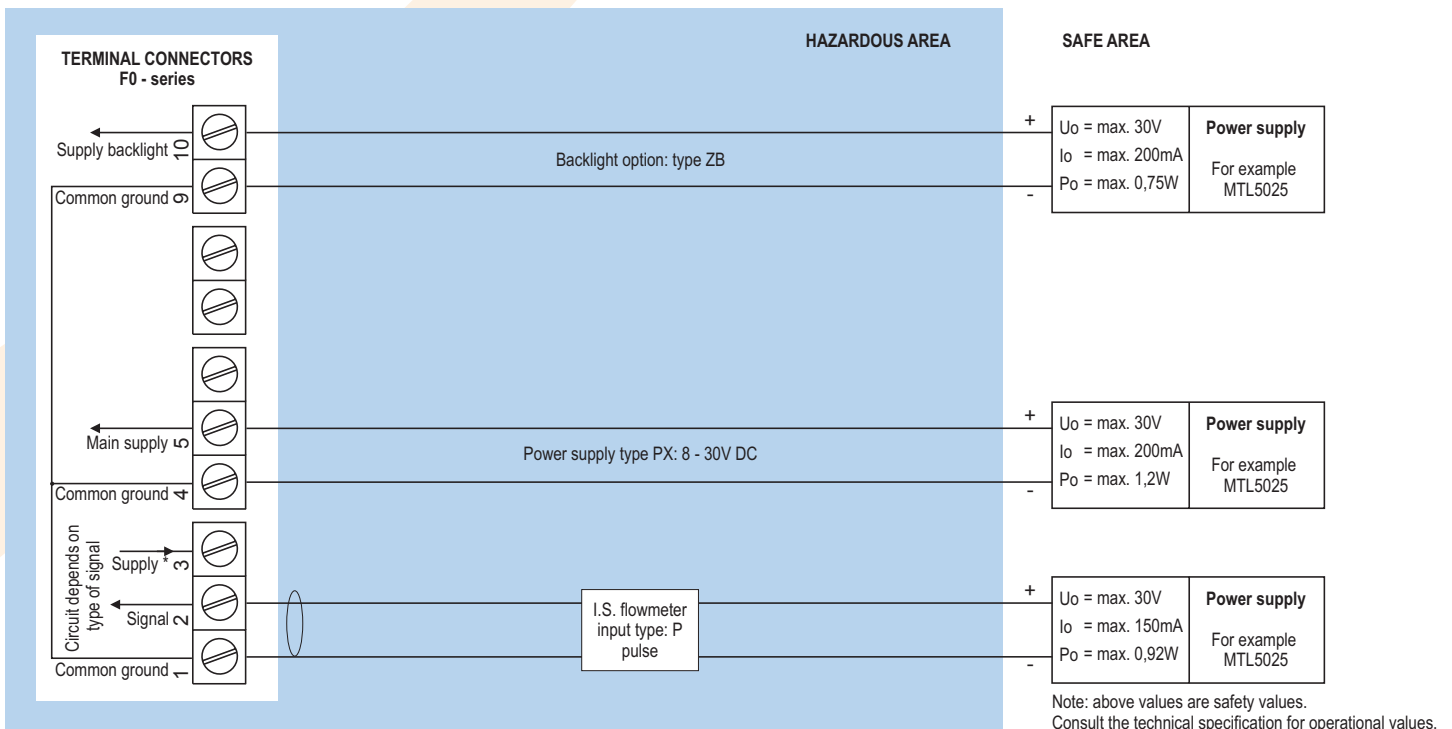 HAZARDOUS AREA
SAFE AREA
TERMINAL CONNECTORS
F0 - series
Supply backlight
10
Common ground
9
Backlight option: type ZB
+
-
Uo = max. 30V
Io = max. 200mA
Po = max. 0,75W
Power supply
For example
MTL5025
Main supply
5
Common ground
4
Power supply type PX: 8 - 30V DC
+
-
Uo = max. 30V
Io = max. 200mA
Po = max. 1,2W
Power supply
For example
MTL5025
Circuit depends on
type of signal
Supply *
3
Signal
2
Common ground
1
I.S. flowmeter
input type: P
pulse
+
-
Uo = max. 30V
Io = max. 150mA
Po = max. 0,92W
Power supply
For example
MTL5025
Note: above values are safety values.
Consult the technical specification for operational values.